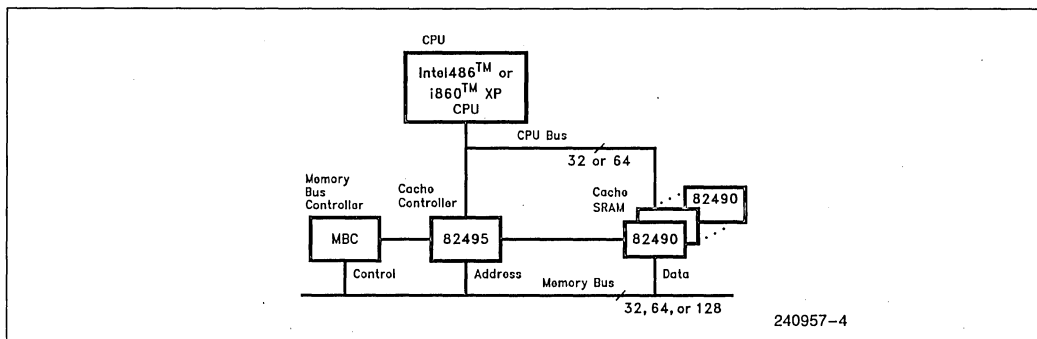 CPU
Intel486™ or
i860™ XP
CPU
CPU Bus
32 or 64
Memory
Bus
Controller
Cache
Controller
Cache
SRAM
82490
MBC
82495
82490
Control
Address
Data
Memory Bus
32, 64, or 128
240957-4